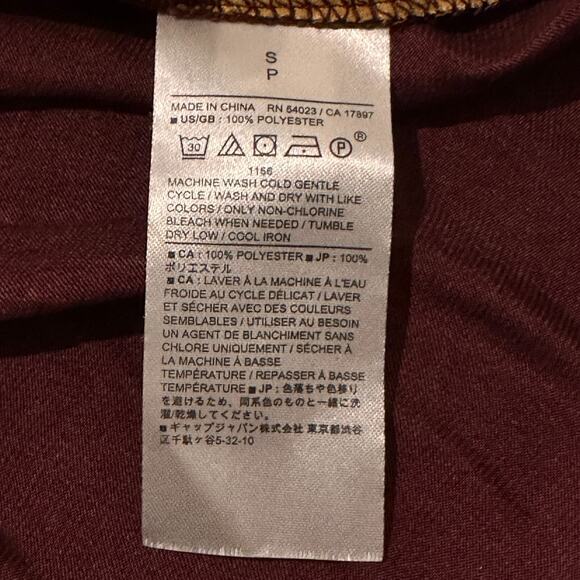 S
P
MADE IN CHINA RN 54023 / CA 17897
■ US/GB : 100% POLYESTER
30 P ®
1156
MACHINE WASH COLD GENTLE
CYCLE / WASH AND DRY WITH LIKE
COLORS / ONLY NON-CHLORINE
BLEACH WHEN NEEDED / TUMBLE
DRY LOW / COOL IRON
■ CA : 100% POLYESTER ■ JP : 100%
ポリエステル
■ CA : LAVER À LA MACHINE À L'EAU
FROIDE AU CYCLE DÉLICAT / LAVER
ET SÉCHER AVEC DES COULEURS
SEMBLABLES / UTILISER AU BESOIN
UN AGENT DE BLANCHIMENT SANS
CHLORE UNIQUEMENT / SÉCHER À
LA MACHINE À BASSE
TEMPÉRATURE / REPASSER À BASSE
TEMPÉRATURE ■ JP : 色落ちや色移り
を避けるため、同系色のものと一緒に洗
濯/乾燥してください。
■ ギャップジャパン株式会社 東京都渋谷
区千駄ヶ谷5-32-10